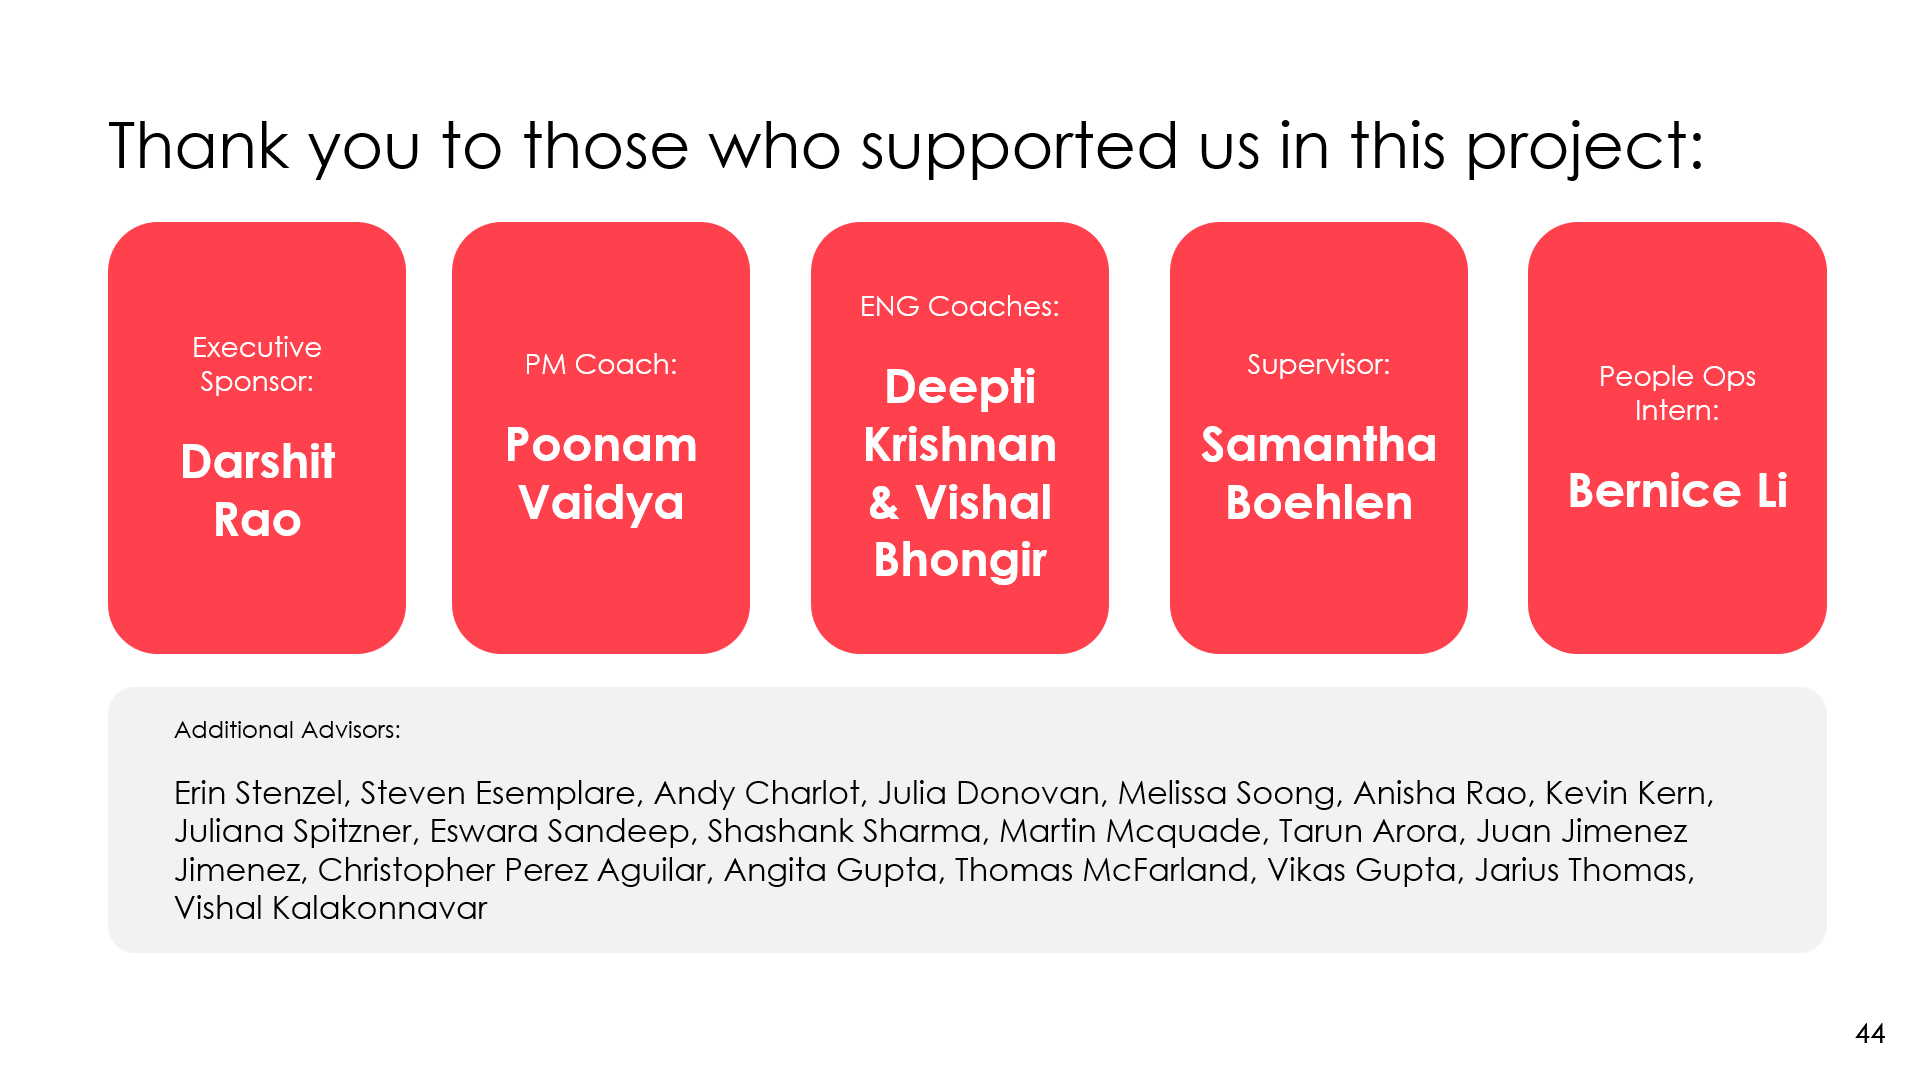 Thank you to those who supported us in this project:
Executive
Sponsor:
Darshit
Rao
PM Coach:
Poonam
Vaidya
ENG Coaches:
Deepti
Krishnan
& Vishal
Bhongir
Supervisor:
Samantha
Boehlen
People Ops
Intern:
Bernice Li
Additional Advisors:
Erin Stenzel, Steven Esemplare, Andy Charlot, Julia Donovan, Melissa Soong, Anisha Rao, Kevin Kern,
Juliana Spitzner, Eswara Sandeep, Shashank Sharma, Martin Mcquade, Tarun Arora, Juan Jimenez
Jimenez, Christopher Perez Aguilar, Angita Gupta, Thomas McFarland, Vikas Gupta, Jarius Thomas,
Vishal Kalakonnavar
44